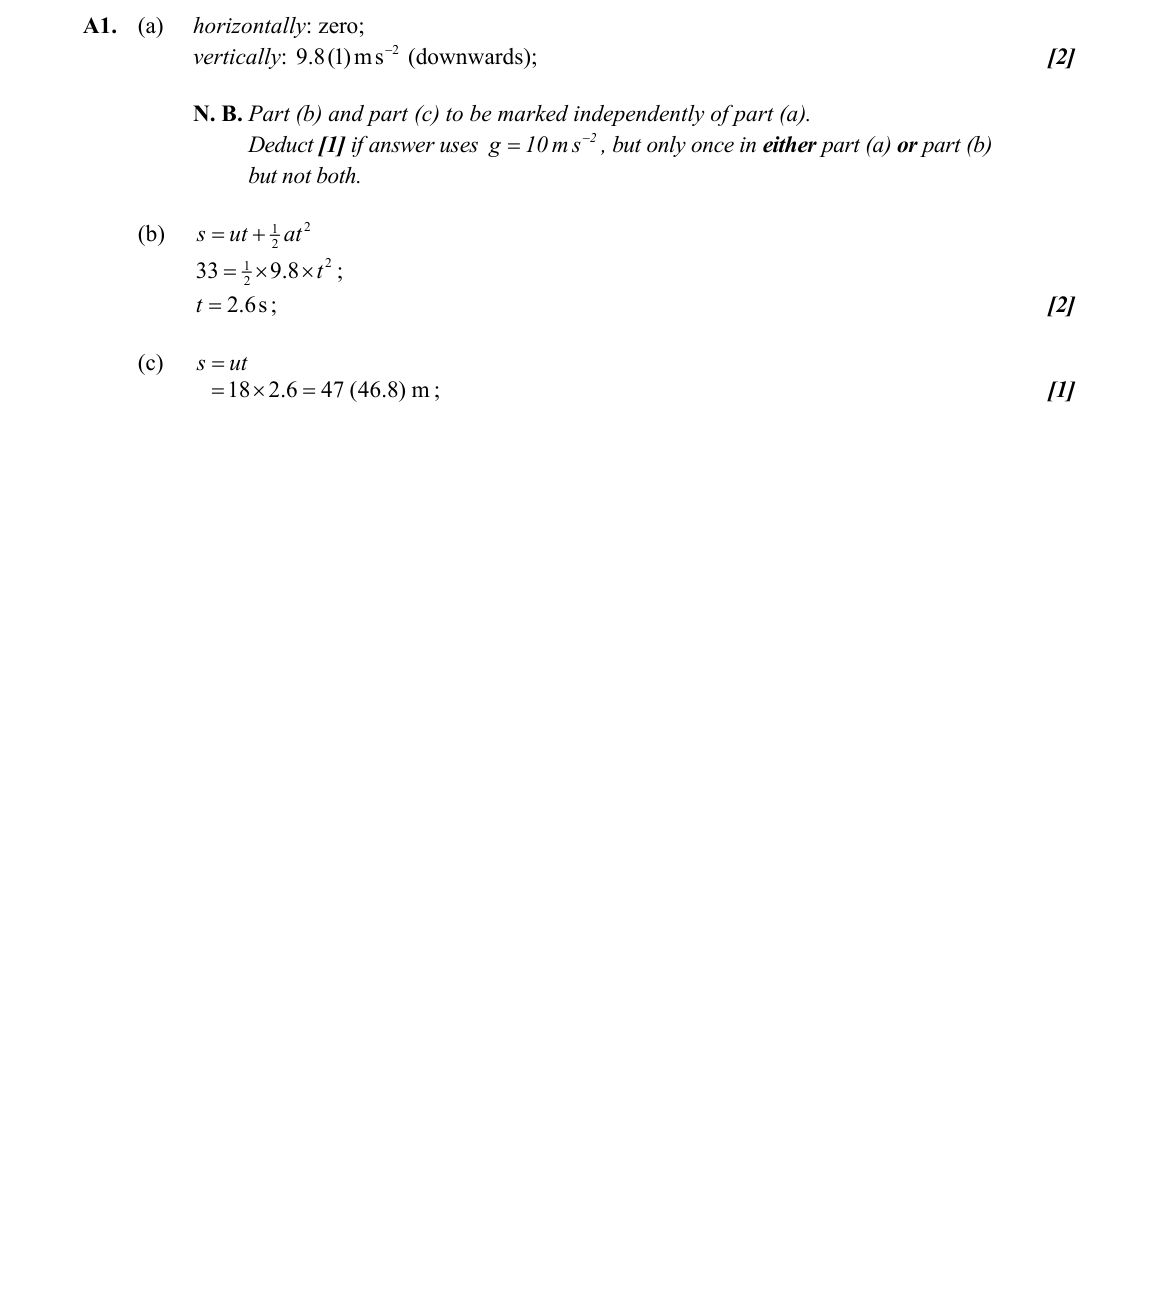 A1. (a) horizontally: zero;
vertically: 9.8(1) m s⁻² (downwards); [2]
N. B. Part (b) and part (c) to be marked independently of part (a).
Deduct [1] if answer uses g = 10 m s⁻², but only once in either part (a) or part (b)
but not both.
(b) s = ut + ½ at²
33 = ½ × 9.8 × t² ;
t = 2.6 s ; [2]
(c) s = ut
= 18 × 2.6 = 47 (46.8) m ; [1]